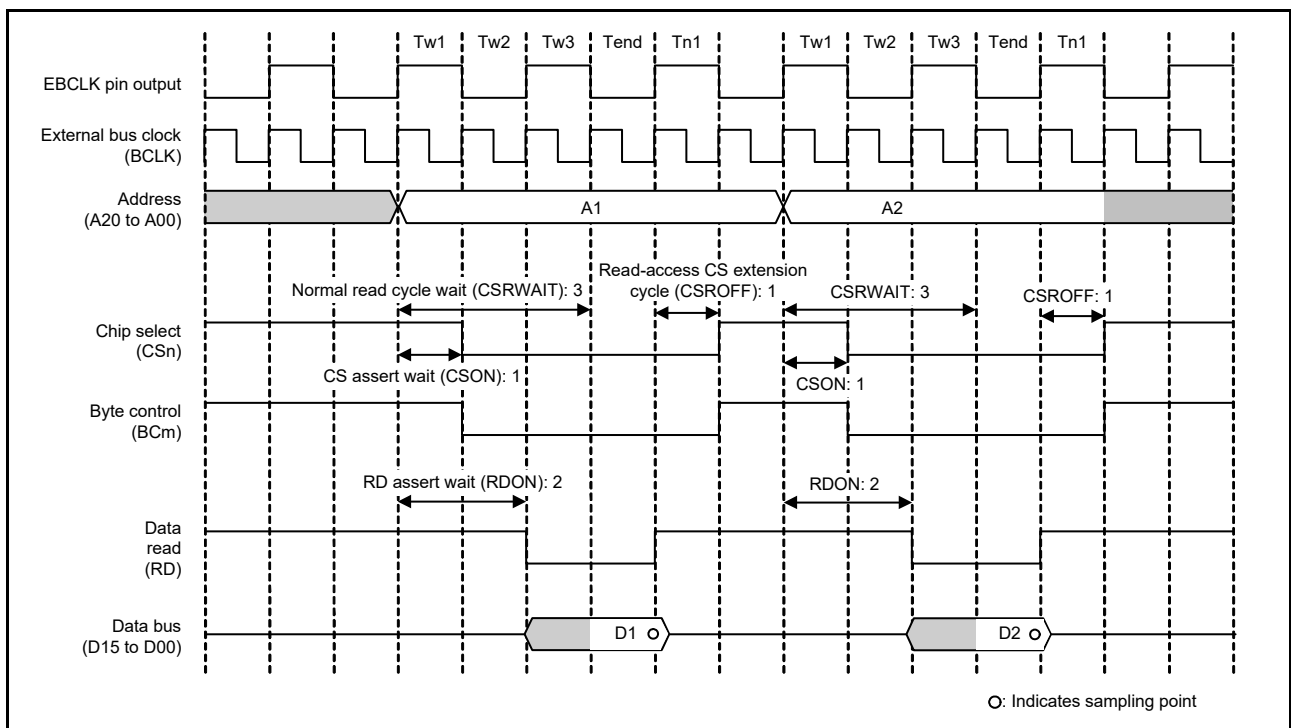 Tw1 Tw2 Tw3 Tend Tn1 Tw1 Tw2 Tw3 Tend Tn1
EBCLK pin output
External bus clock
(BCLK)
Address
(A20 to A00)
A1 A2
Read-access CS extension
cycle (CSROFF): 1
Normal read cycle wait (CSRWAIT): 3
CSRWAIT: 3
CSROFF: 1
Chip select
(CSn)
CS assert wait (CSON): 1
CSON: 1
Byte control
(BCm)
RD assert wait (RDON): 2
RDON: 2
Data
read
(RD)
Data bus
(D15 to D00)
D1 D2
: Indicates sampling point